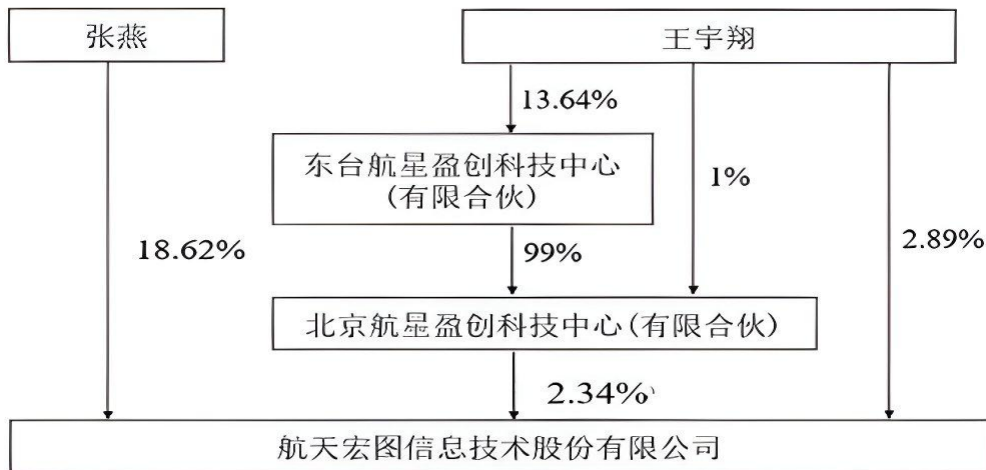 张燕
王宇翔
13.64%
东台航星盈创科技中心
(有限合伙)
1%
18.62%
99%
2.89%
北京航星盈创科技中心(有限合伙)
2.34%
航天宏图信息技术股份有限公司